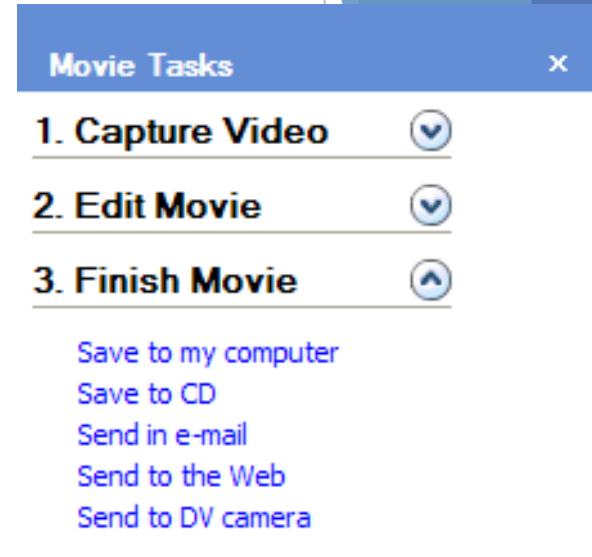 Movie Tasks x
1. Capture Video
2. Edit Movie
3. Finish Movie
Save to my computer
Save to CD
Send in e-mail
Send to the Web
Send to DV camera